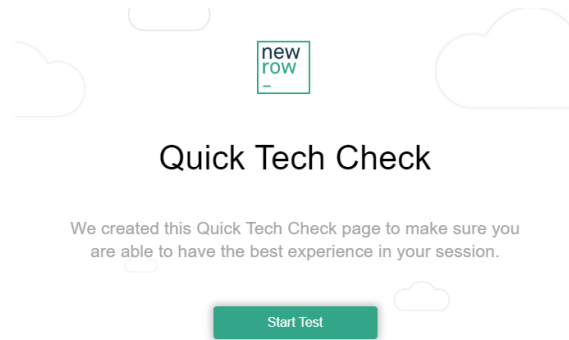 new
row
_
Quick Tech Check
We created this Quick Tech Check page to make sure you
are able to have the best experience in your session.
Start Test